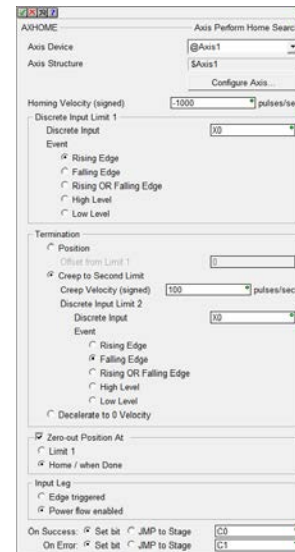 AXHOME Axis Perform Home Searc
Axis Device @Axis1
Axis Structure $Axis1
Configure Axis...
Homing Velocity (signed) -1000 pulses/se
Discrete Input Limit 1
Discrete Input X0
Event
Rising Edge
Falling Edge
Rising OR Falling Edge
High Level
Low Level
Termination
Position
Offset from Limit 1 0
Creep to Second Limit
Creep Velocity (signed) 100 pulses/sec
Discrete Input Limit 2
Discrete Input X0
Event
Rising Edge
Falling Edge
Rising OR Falling Edge
High Level
Low Level
Decelerate to 0 Velocity
Zero-out Position At
Limit 1
Home / when Done
Input Leg
Edge triggered
Power flow enabled
On Success: Set bit JMP to Stage C0
On Error: Set bit JMP to Stage C1